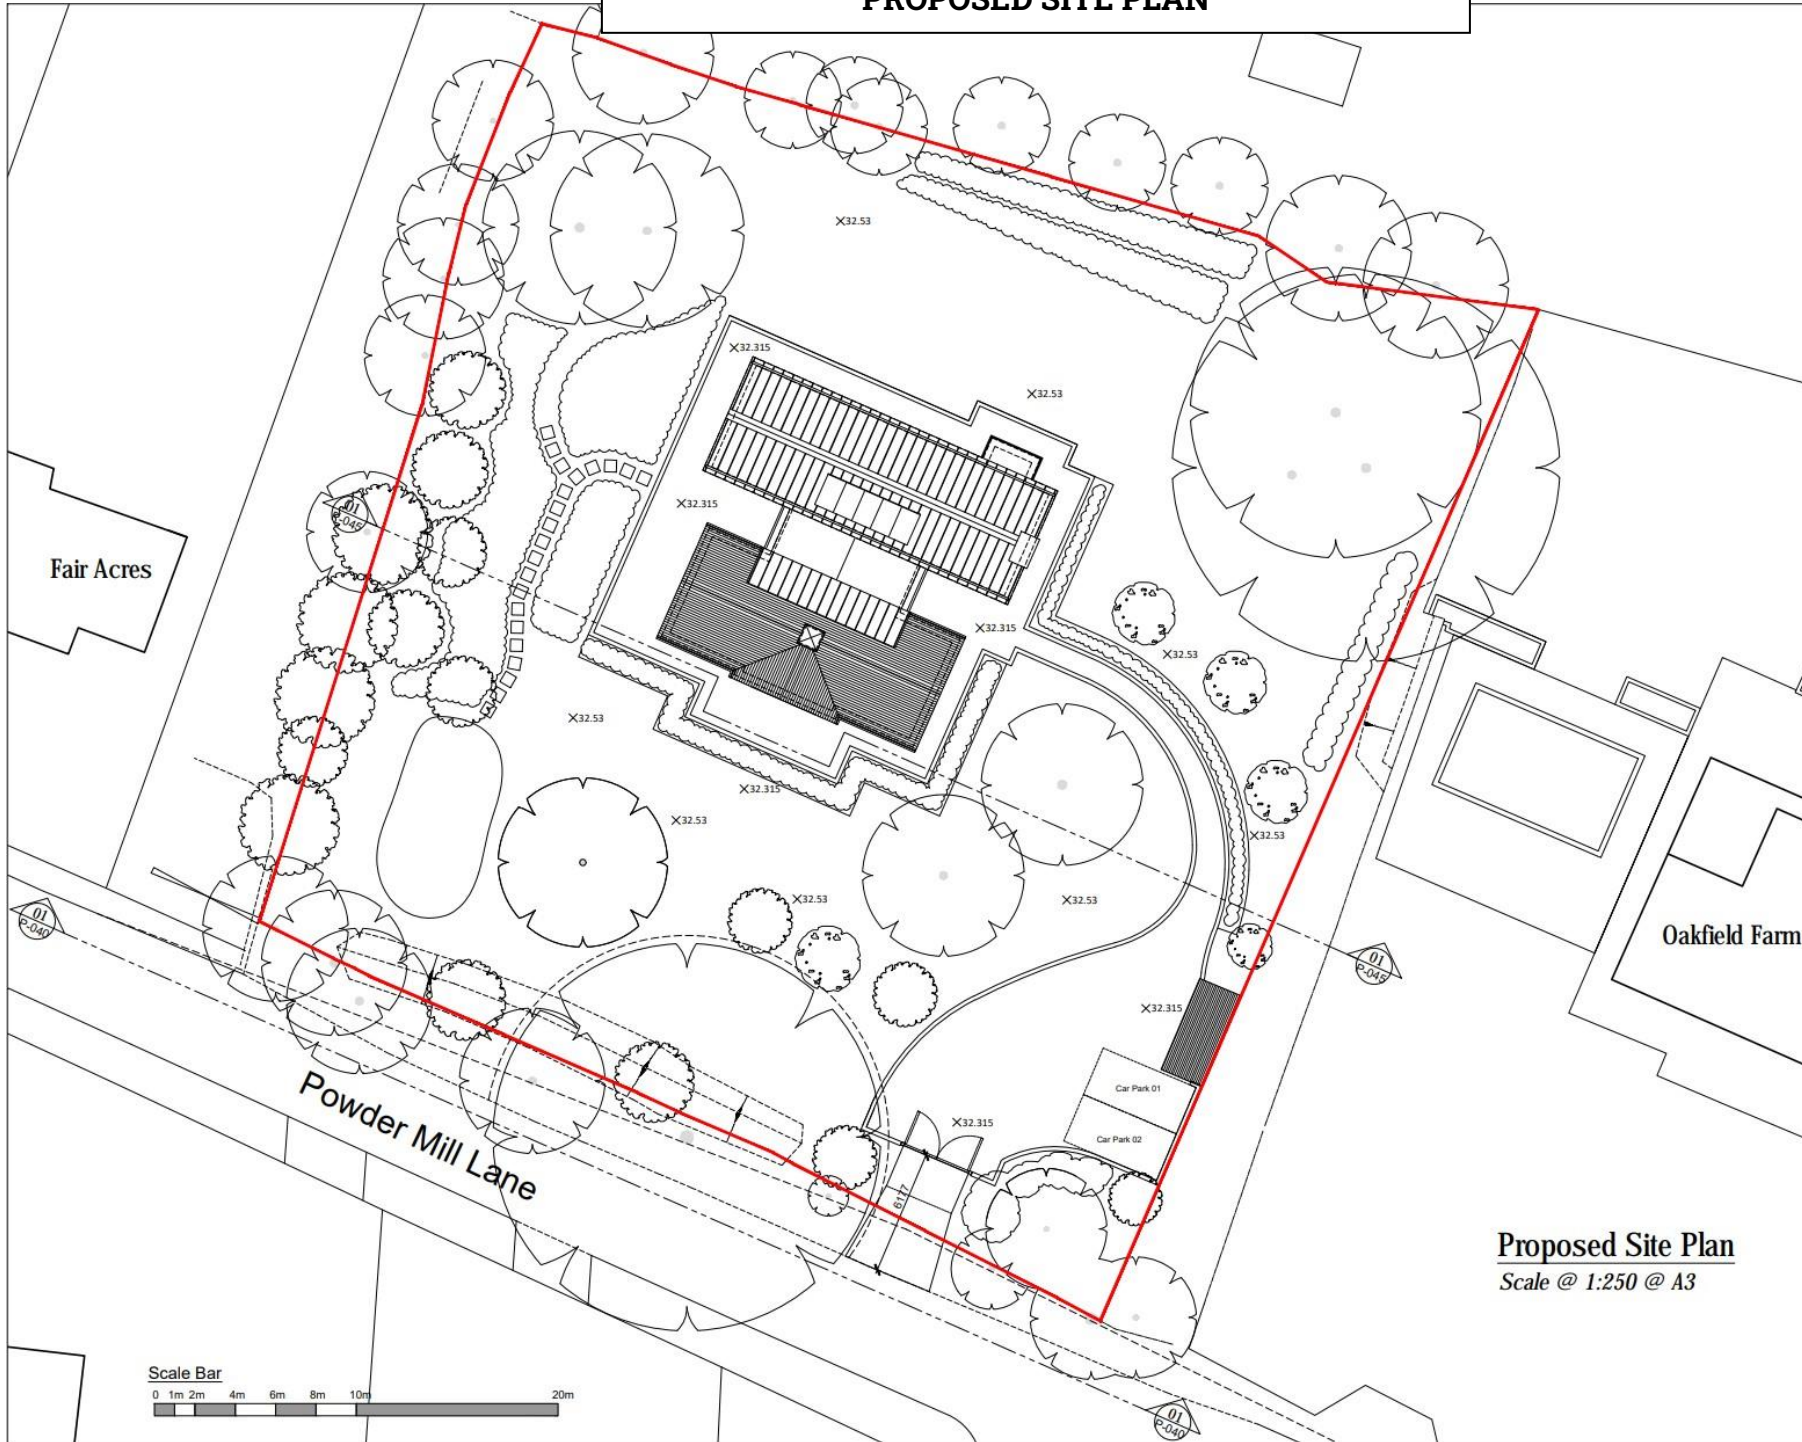 PROPOSED SITE PLAN
32.53
32.315
32.53
01
P-045
32.315
Fair Acres
32.315
32.53
32.53
32.315
32.53
32.53
32.53
32.53
01
P-040
01
P-045
Oakfield Farm
32.315
Car Park 01
32.315
Car Park 02
Powder Mill Lane
6177
Proposed Site Plan
Scale @ 1:250 @ A3
Scale Bar
0 1m 2m 4m 6m 8m 10m 20m
01
P-040